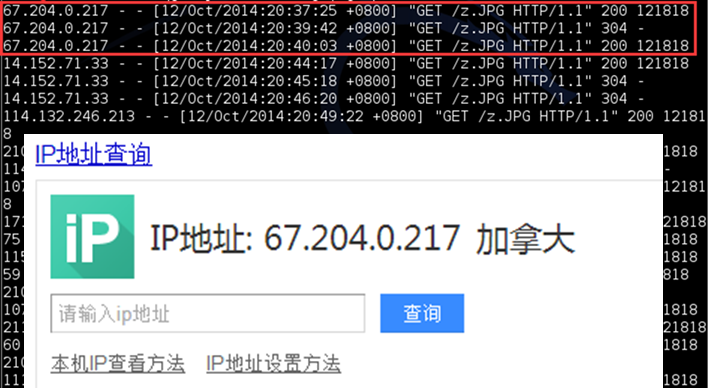 67.204.0.217 - - [12/Oct/2014:20:37:25 +0800] "GET /z.JPG HTTP/1.1" 200 121818
67.204.0.217 - - [12/Oct/2014:20:39:42 +0800] "GET /z.JPG HTTP/1.1" 304 -
67.204.0.217 - - [12/Oct/2014:20:40:03 +0800] "GET /z.JPG HTTP/1.1" 200 121818
14.152.71.33 - - [12/Oct/2014:20:44:17 +0800] "GET /z.JPG HTTP/1.1" 200 121818
14.152.71.33 - - [12/Oct/2014:20:45:18 +0800] "GET /z.JPG HTTP/1.1" 304 -
14.152.71.33 - - [12/Oct/2014:20:46:20 +0800] "GET /z.JPG HTTP/1.1" 304 -
114.132.246.213 - - [12/Oct/2014:20:49:22 +0800] "GET /z.JPG HTTP/1.1" 200 12181
8
IP地址查询
iP
IP地址: 67.204.0.217 加拿大
请输入ip地址
查询
本机IP查看方法 IP地址设置方法